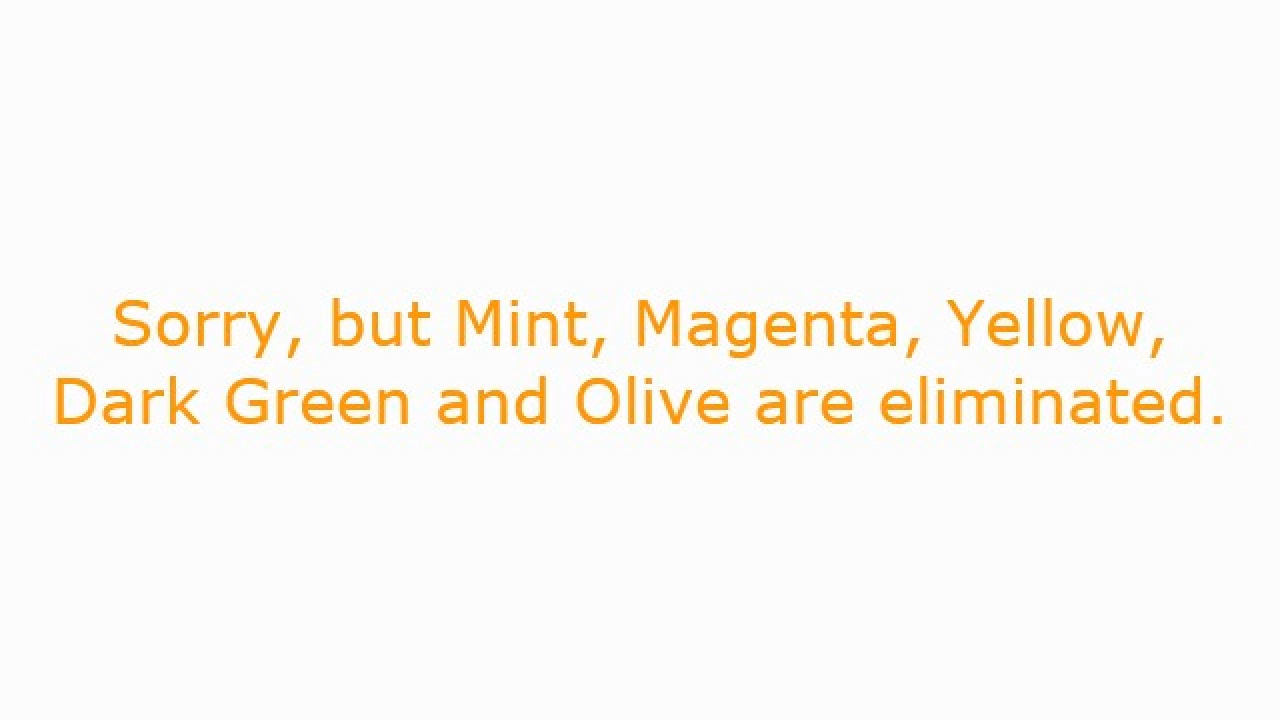 Sorry, but Mint, Magenta, Yellow,
Dark Green and Olive are eliminated.